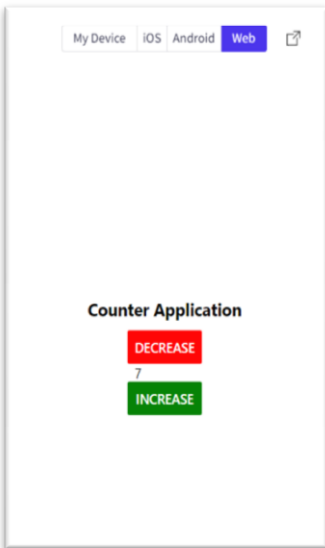 My Device iOS Android Web
Counter Application
DECREASE
7
INCREASE